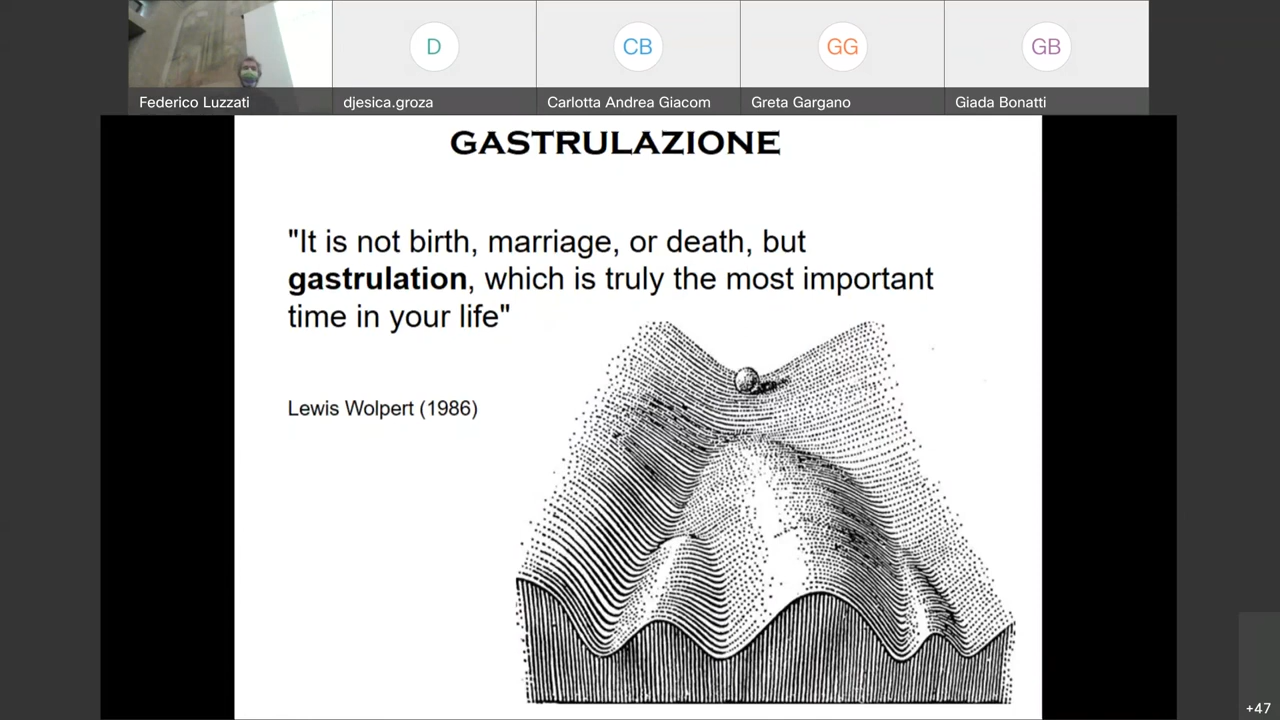 D
CB
GG
GB
Federico Luzzati
djesica.groza
Carlotta Andrea Giacom
Greta Gargano
Giada Bonatti
GASTRULAZIONE
"It is not birth, marriage, or death, but
gastrulation, which is truly the most important
time in your life"
Lewis Wolpert (1986)
+47